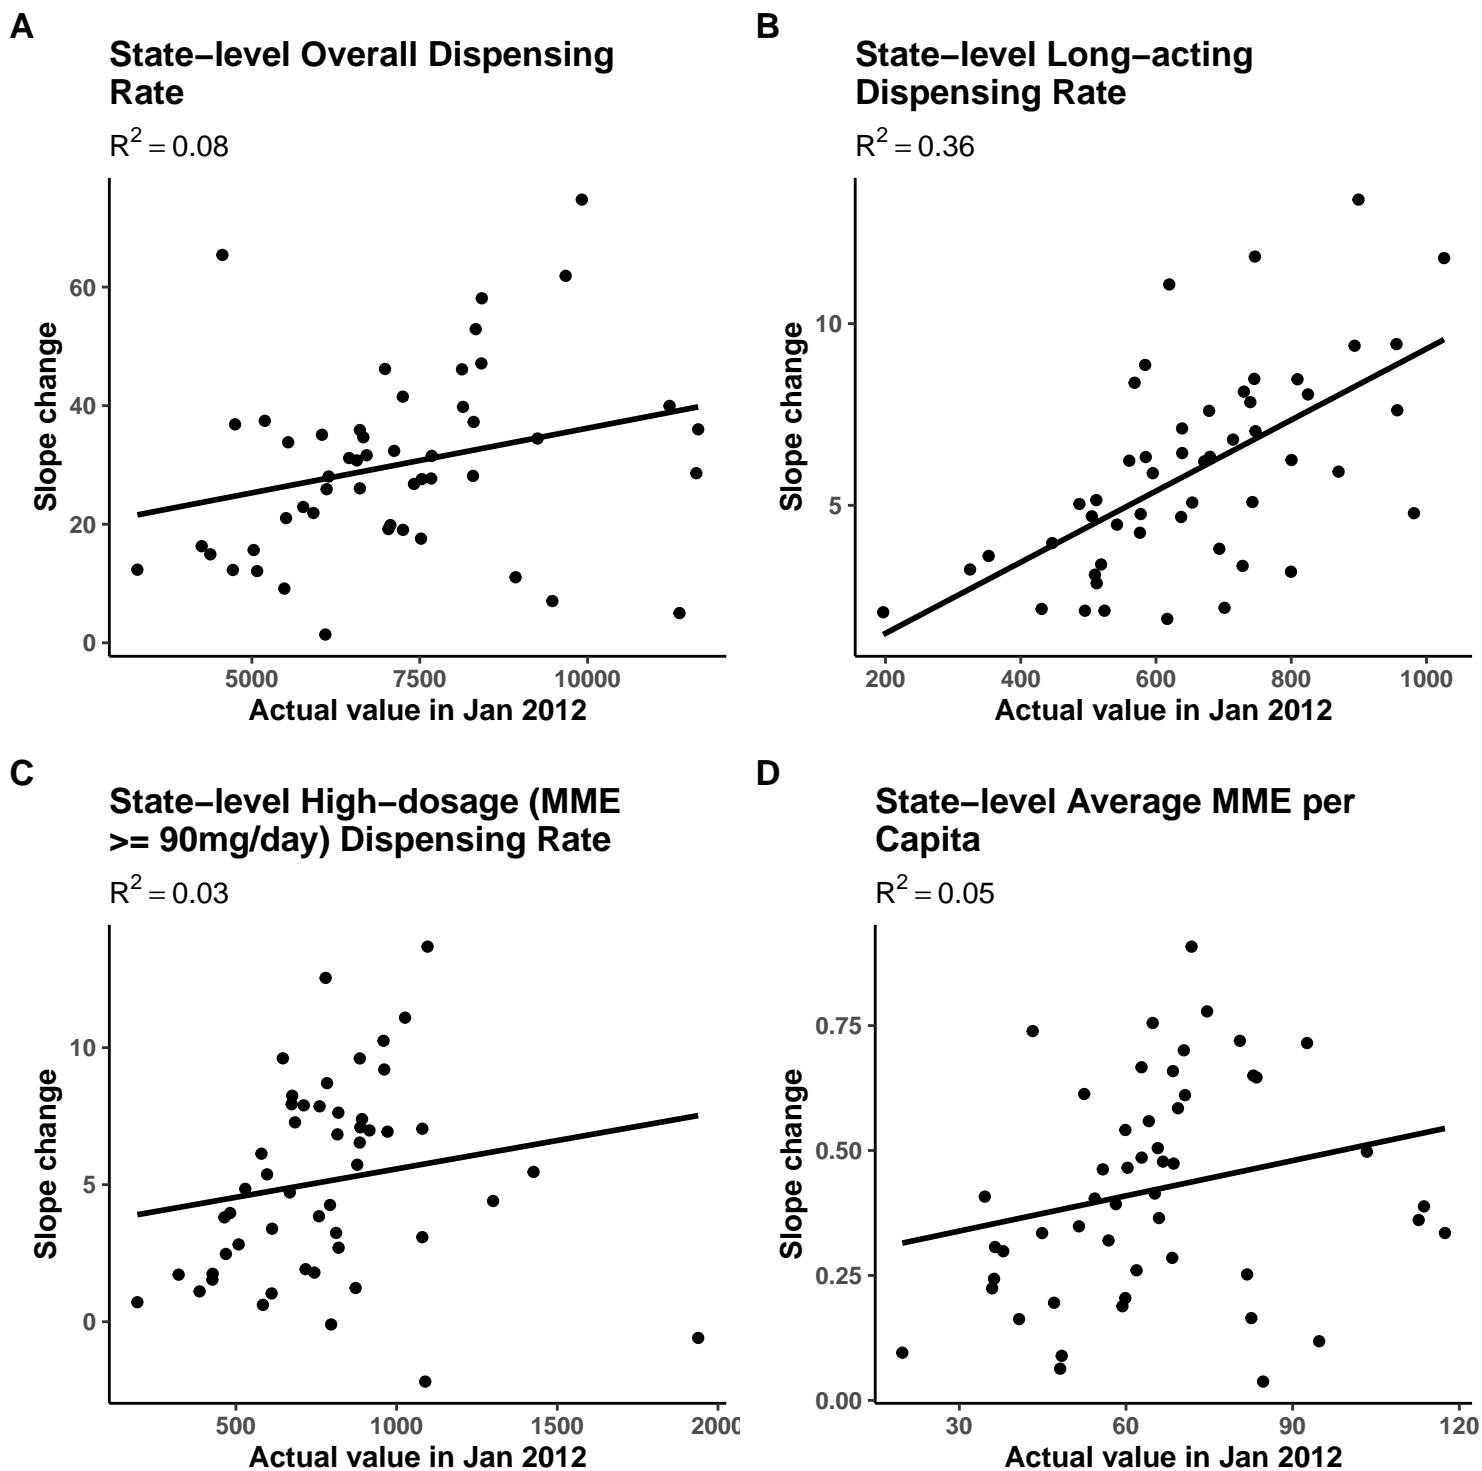 A
State−level Overall Dispensing
Rate
R2 = 0.08
Slope change
60
40
20
0
5000 7500 10000
Actual value in Jan 2012
B
State−level Long−acting
Dispensing Rate
R2 = 0.36
Slope change
10
5
200 400 600 800 1000
Actual value in Jan 2012
C
State−level High−dosage (MME
>= 90mg/day) Dispensing Rate
R2 = 0.03
Slope change
10
5
0
500 1000 1500 2000
Actual value in Jan 2012
D
State−level Average MME per
Capita
R2 = 0.05
Slope change
0.75
0.50
0.25
0.00
30 60 90 120
Actual value in Jan 2012